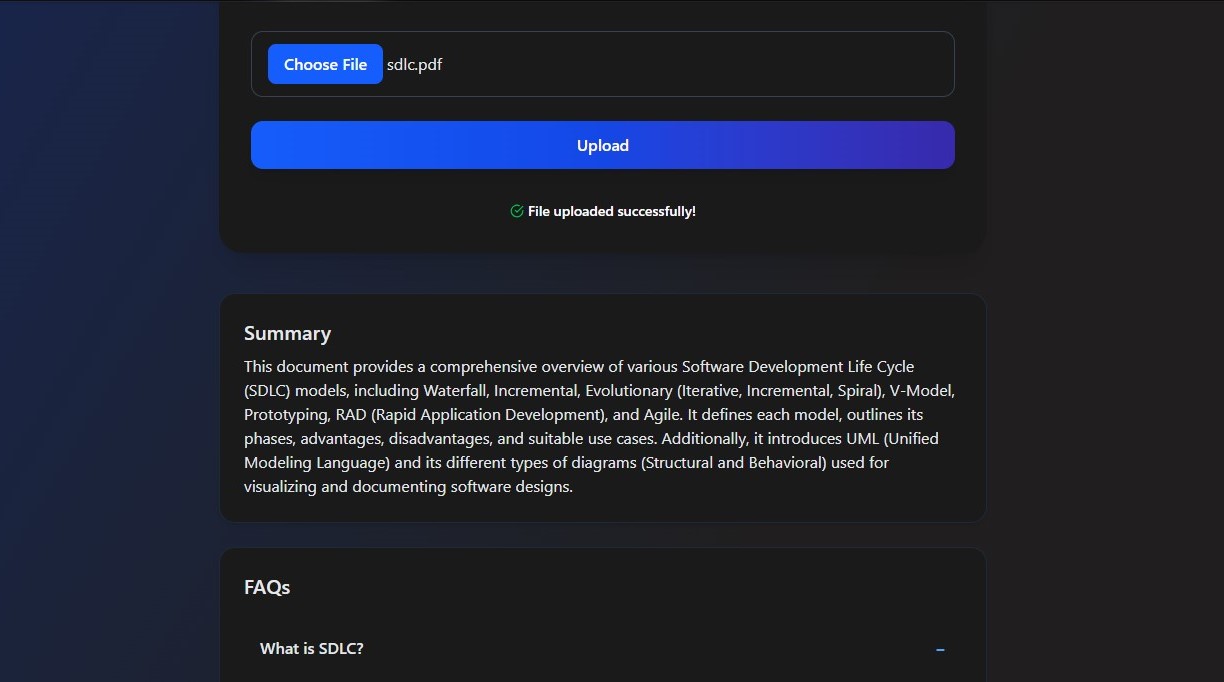 Choose File sdlc.pdf
Upload
File uploaded successfully!
Summary
This document provides a comprehensive overview of various Software Development Life Cycle
(SDLC) models, including Waterfall, Incremental, Evolutionary (Iterative, Incremental, Spiral), V-Model,
Prototyping, RAD (Rapid Application Development), and Agile. It defines each model, outlines its
phases, advantages, disadvantages, and suitable use cases. Additionally, it introduces UML (Unified
Modeling Language) and its different types of diagrams (Structural and Behavioral) used for
visualizing and documenting software designs.
FAQs
What is SDLC? −